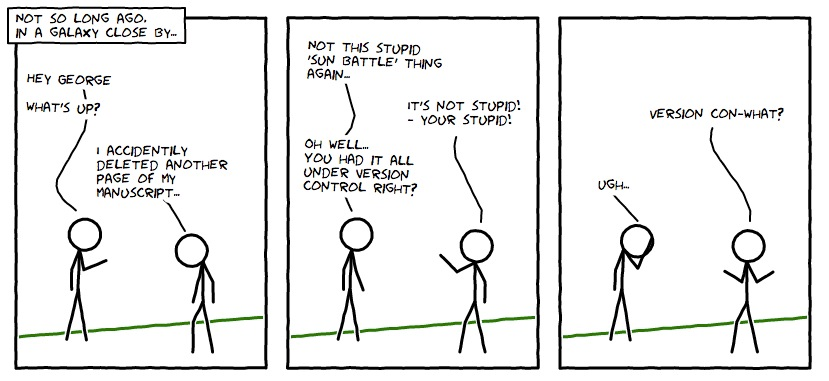 NOT SO LONG AGO.
IN A GALAXY CLOSE BY...
HEY GEORGE
WHAT'S UP?
I ACCIDENTILY
DELETED ANOTHER
PAGE OF MY
MANUSCRIPT...
NOT THIS STUPID
'SUN BATTLE' THING
AGAIN...
IT'S NOT STUPID!
- YOUR STUPID!
OH WELL...
YOU HAD IT ALL
UNDER VERSION
CONTROL RIGHT?
VERSION CON-WHAT?
UGH...